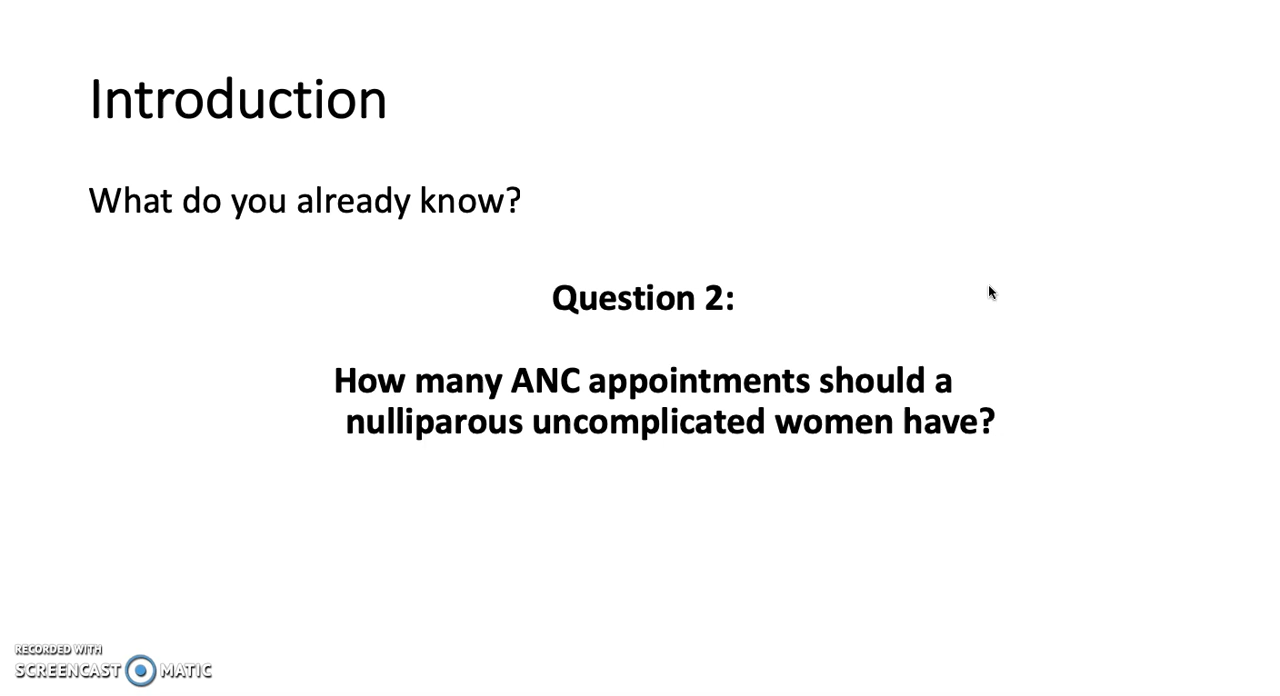 Introduction
What do you already know?
Question 2:
How many ANC appointments should a
nulliparous uncomplicated women have?
RECORDED WITH
SCREENCAST MATIC